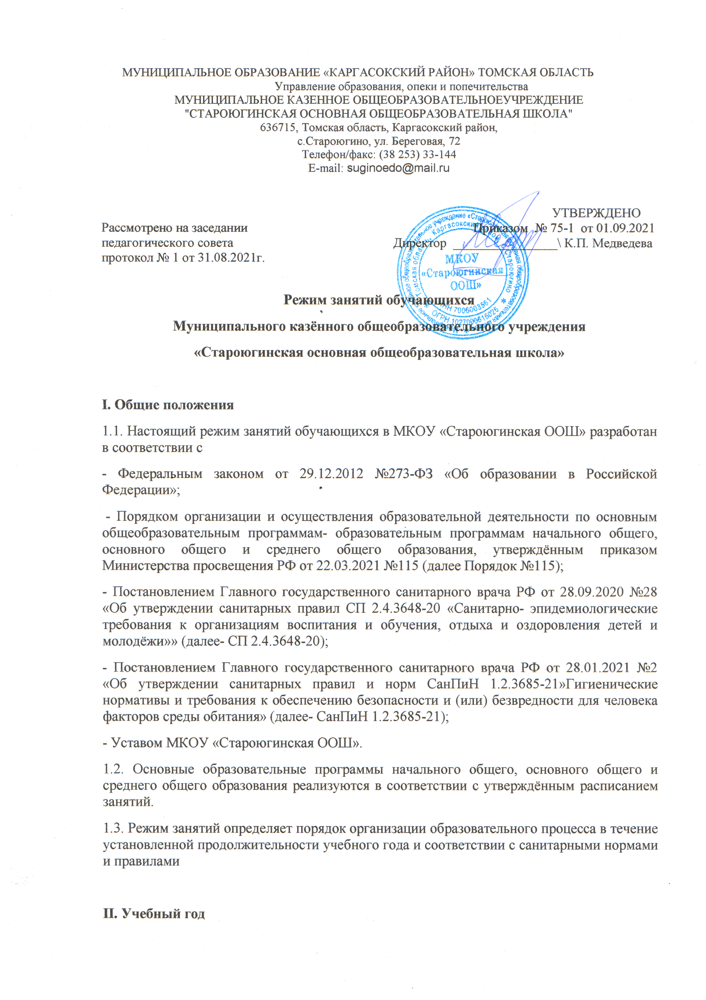 МУНИЦИПАЛЬНОЕ ОБРАЗОВАНИЕ «КАРГАСОКСКИЙ РАЙОН» ТОМСКАЯ ОБЛАСТЬ
Управление образования, опеки и попечительства
МУНИЦИПАЛЬНОЕ КАЗЕННОЕ ОБЩЕОБРАЗОВАТЕЛЬНОЕУЧРЕЖДЕНИЕ
"СТАРОЮГИНСКАЯ ОСНОВНАЯ ОБЩЕОБРАЗОВАТЕЛЬНАЯ ШКОЛА"
636715, Томская область, Каргасокский район,
с.Староюгино, ул. Береговая, 72
Телефон/факс: (38 253) 33-144
E-mail: suginoedo@mail.ru
УТВЕРЖДЕНО
Рассмотрено на заседании Приказом № 75-1 от 01.09.2021
педагогического совета Директор ________________\ К.П. Медведева
протокол № 1 от 31.08.2021г.
МКОУ
«Староюгинская
ООШ»
ИНН 7006003561
ОГРН 1027000616026
Режим занятий обучающихся
Муниципального казённого общеобразовательного учреждения
«Староюгинская основная общеобразовательная школа»
I. Общие положения
1.1. Настоящий режим занятий обучающихся в МКОУ «Староюгинская ООШ» разработан
в соответствии с
- Федеральным законом от 29.12.2012 №273-ФЗ «Об образовании в Российской
Федерации»;
- Порядком организации и осуществления образовательной деятельности по основным
общеобразовательным программам- образовательным программам начального общего,
основного общего и среднего общего образования, утверждённым приказом
Министерства просвещения РФ от 22.03.2021 №115 (далее Порядок №115);
- Постановлением Главного государственного санитарного врача РФ от 28.09.2020 №28
«Об утверждении санитарных правил СП 2.4.3648-20 «Санитарно- эпидемиологические
требования к организациям воспитания и обучения, отдыха и оздоровления детей и
молодёжи»» (далее- СП 2.4.3648-20);
- Постановлением Главного государственного санитарного врача РФ от 28.01.2021 №2
«Об утверждении санитарных правил и норм СанПиН 1.2.3685-21»Гигиенические
нормативы и требования к обеспечению безопасности и (или) безвредности для человека
факторов среды обитания» (далее- СанПиН 1.2.3685-21);
- Уставом МКОУ «Староюгинская ООШ».
1.2. Основные образовательные программы начального общего, основного общего и
среднего общего образования реализуются в соответствии с утверждённым расписанием
занятий.
1.3. Режим занятий определяет порядок организации образовательного процесса в течение
установленной продолжительности учебного года и соответствии с санитарными нормами
и правилами
II. Учебный год